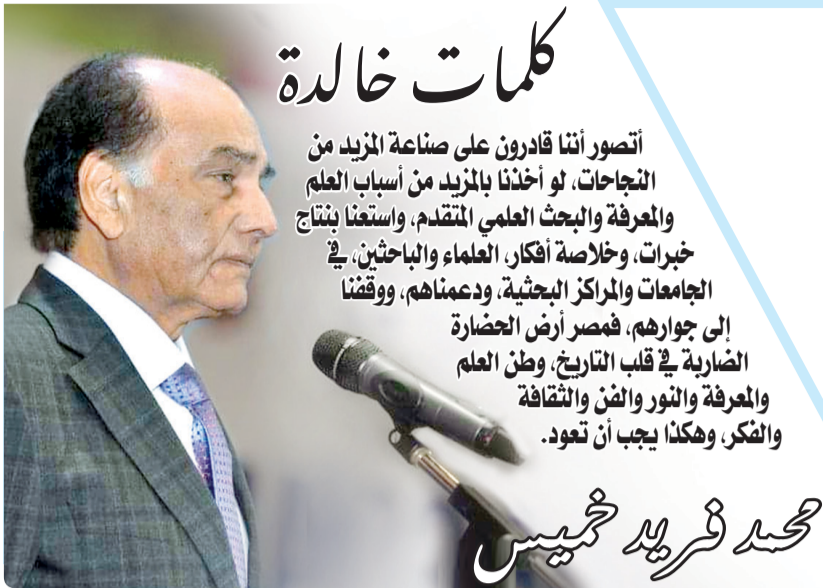 كلمات خالدة
أتصور أننا قادرون على صناعة المزيد من
النجاحات، لو أخذنا بالمزيد من أسباب العلم
والمعرفة والبحث العلمي المتقدم، واستعنا بنتاج
خبرات، وخلاصة أفكار، العلماء والباحثين، في
الجامعات والمراكز البحثية، ودعمناهم، ووقفنا
إلى جوارهم، فمصر أرض الحضارة
الضاربة في قلب التاريخ، وطن العلم
والمعرفة والنور والفن والثقافة
والفكر، وهكذا يجب أن تعود.
محمد فريد خميس